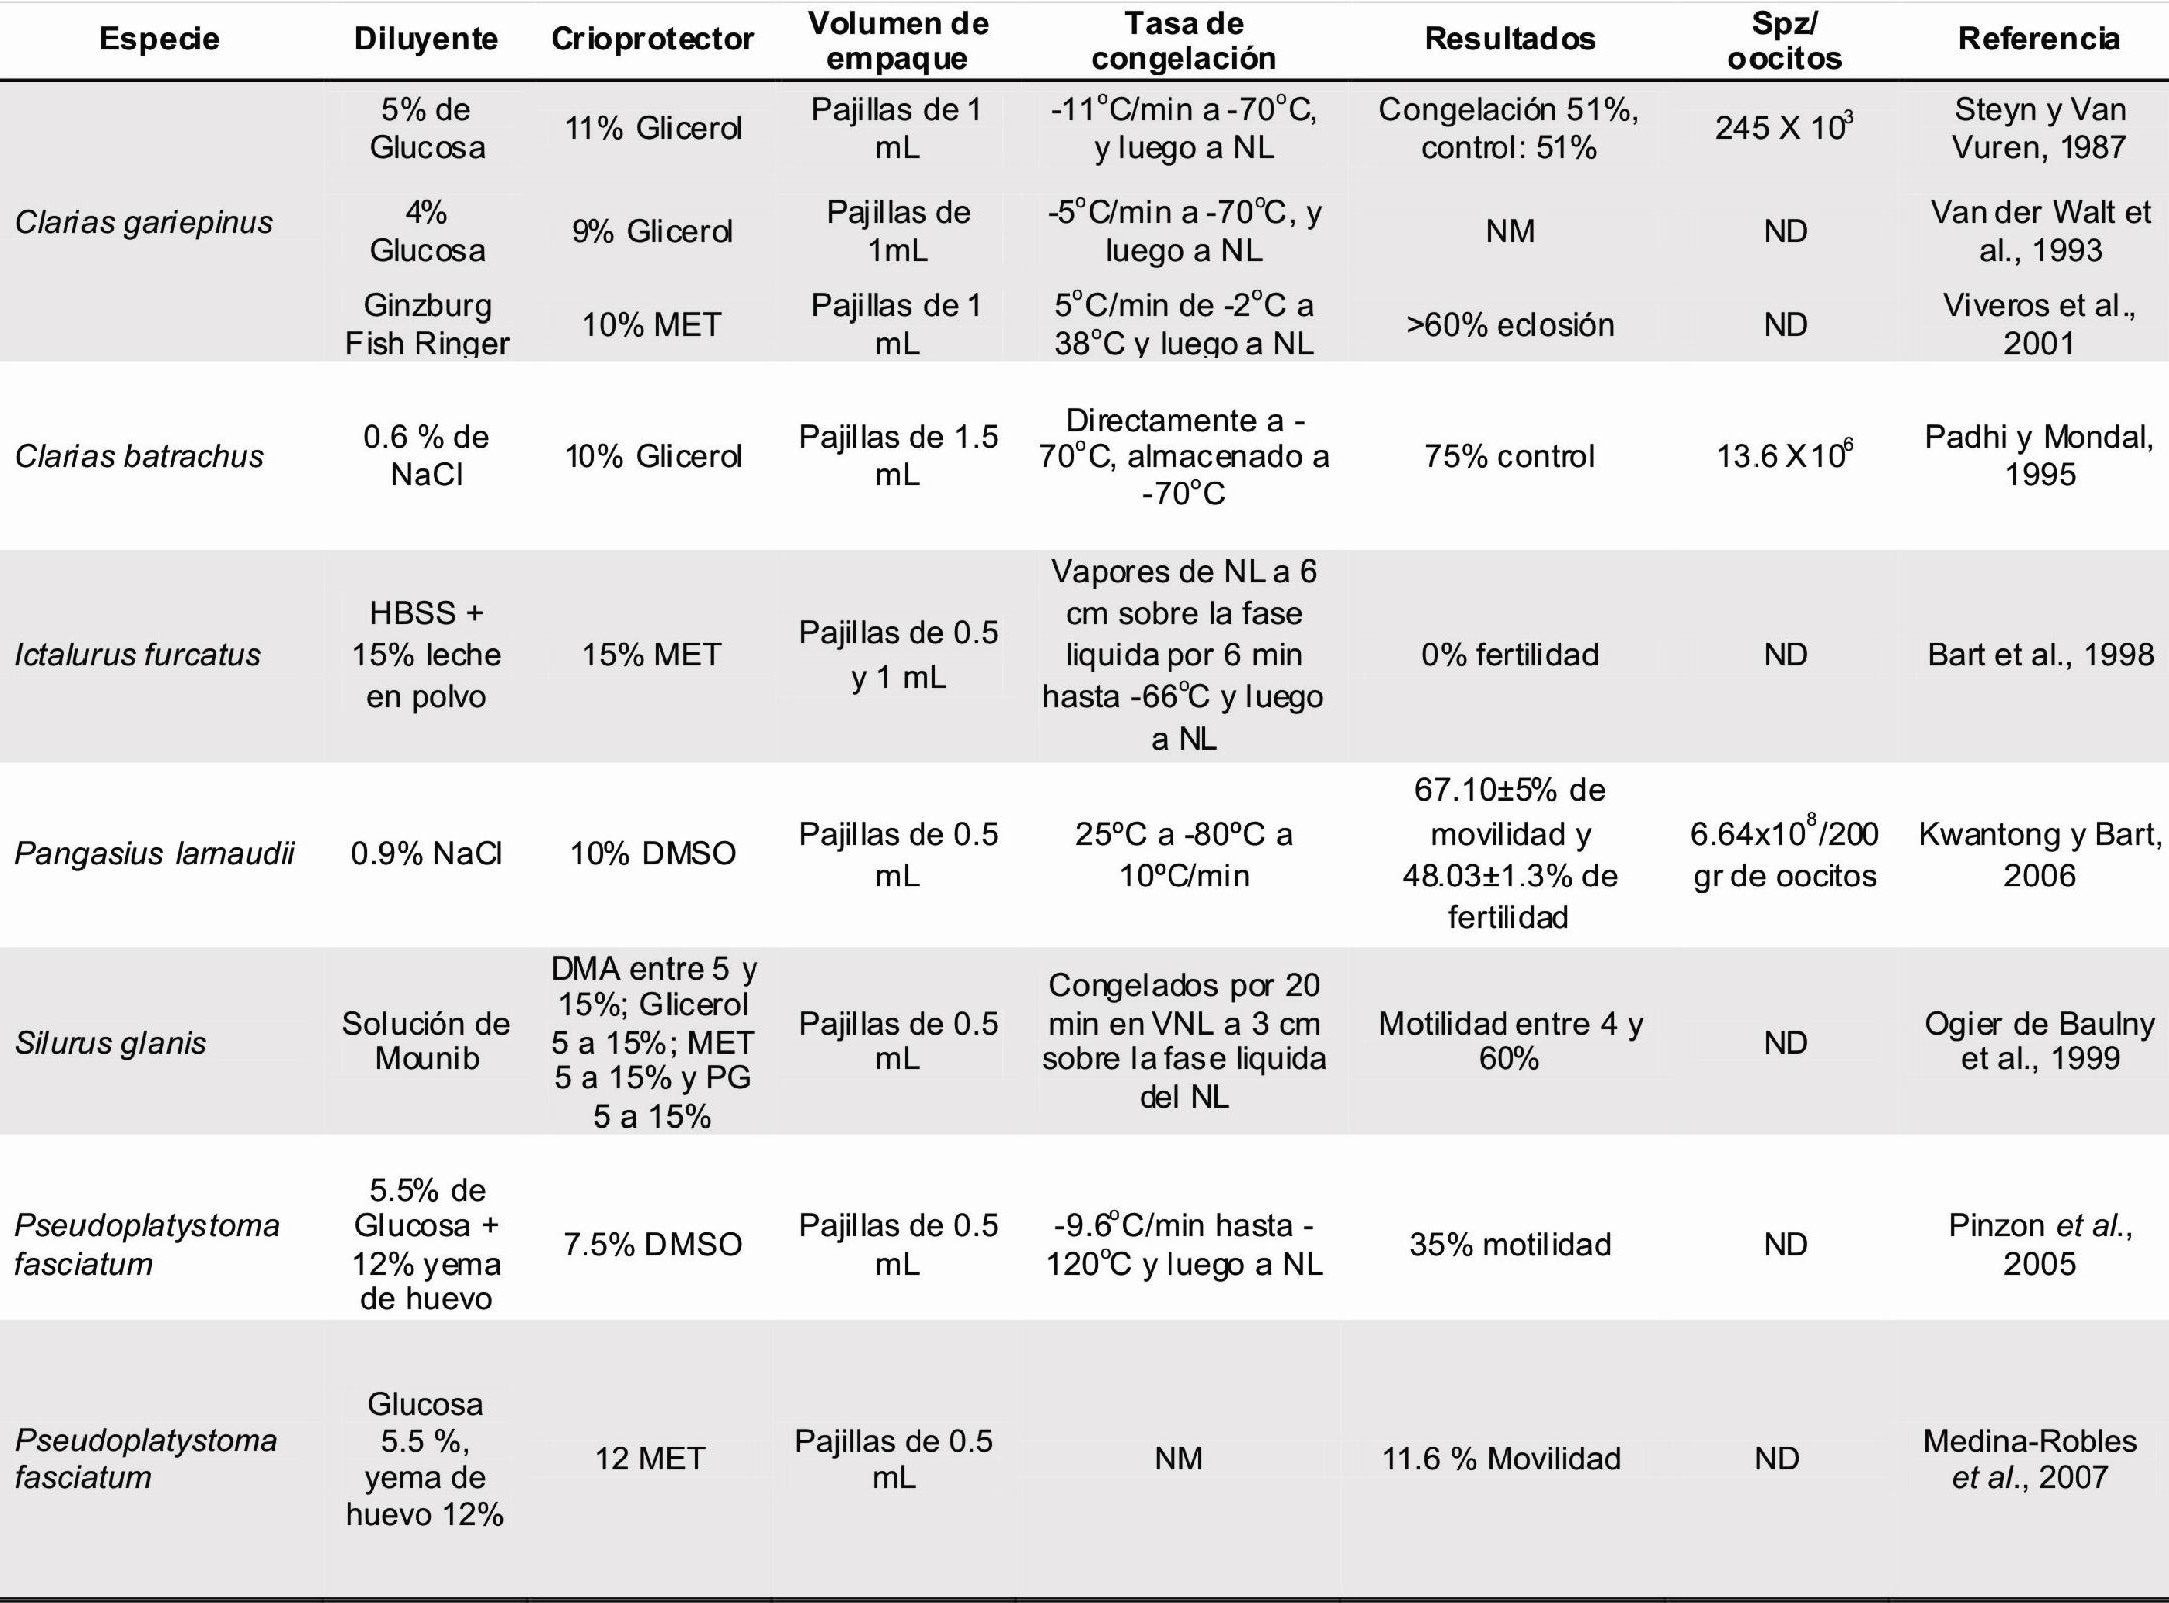 Especie Diluyente Crioprotector Volumen de empaque Tasa de congelación Resultados Spz/ oocitos Referencia
Clarias gariepinus
5% de Glucosa 11% Glicerol Pajillas de 1 mL -11°C/min a -70°C, y luego a NL Congelación 51%, control: 51% 245 X 10³ Steyn y Van Vuren, 1987
4% Glucosa 9% Glicerol Pajillas de 1mL -5°C/min a -70°C, y luego a NL NM ND Van der Walt et al., 1993
Ginzburg Fish Ringer 10% MET Pajillas de 1 mL 5°C/min de -2°C a 38°C y luego a NL >60% eclosión ND Viveros et al., 2001
Clarias batrachus 0.6 % de NaCl 10% Glicerol Pajillas de 1.5 mL Directamente a -70°C, almacenado a -70°C 75% control 13.6 X10⁶ Padhi y Mondal, 1995
Ictalurus furcatus HBSS + 15% leche en polvo 15% MET Pajillas de 0.5 y 1 mL Vapores de NL a 6 cm sobre la fase liquida por 6 min hasta -66°C y luego a NL 0% fertilidad ND Bart et al., 1998
Pangasius larnaudii 0.9% NaCl 10% DMSO Pajillas de 0.5 mL 25ºC a -80ºC a 10ºC/min 67.10±5% de movilidad y 48.03±1.3% de fertilidad 6.64x10⁸/200 gr de oocitos Kwantong y Bart, 2006
Silurus glanis Solución de Mounib DMA entre 5 y 15%; Glicerol 5 a 15%; MET 5 a 15% y PG 5 a 15% Pajillas de 0.5 mL Congelados por 20 min en VNL a 3 cm sobre la fase liquida del NL Motilidad entre 4 y 60% ND Ogier de Baulny et al., 1999
Pseudoplatystoma fasciatum 5.5% de Glucosa + 12% yema de huevo 7.5% DMSO Pajillas de 0.5 mL -9.6°C/min hasta -120°C y luego a NL 35% motilidad ND Pinzon et al., 2005
Pseudoplatystoma fasciatum Glucosa 5.5 %, yema de huevo 12% 12 MET Pajillas de 0.5 mL NM 11.6 % Movilidad ND Medina-Robles et al., 2007